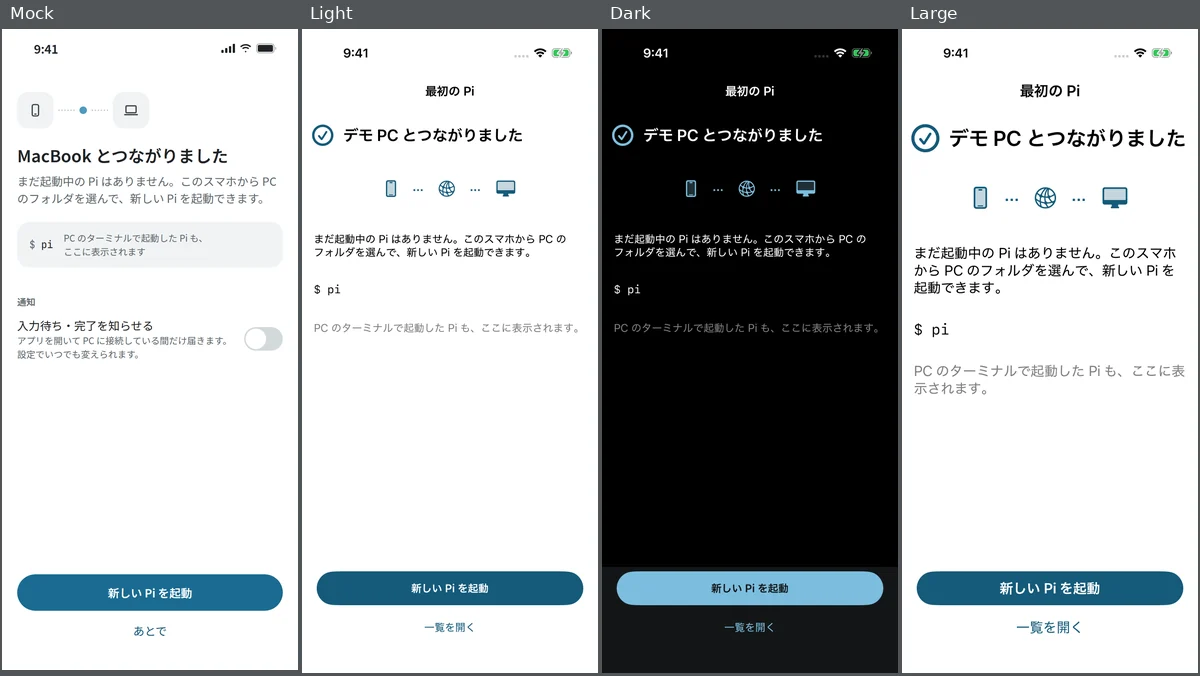 Mock
9:41
MacBook とつながりました
まだ起動中の Pi はありません。このスマホから PC
のフォルダを選んで、新しい Pi を起動できます。
$ pi
PC のターミナルで起動した Pi も、
ここに表示されます
通知
入力待ち・完了を知らせる
アプリを開いて PC に接続している間だけ届きます。
設定でいつでも変えられます。
新しい Pi を起動
あとで
Light
9:41
最初の Pi
デモ PC とつながりました
まだ起動中の Pi はありません。このスマホから PC の
フォルダを選んで、新しい Pi を起動できます。
$ pi
PC のターミナルで起動した Pi も、ここに表示されます。
新しい Pi を起動
一覧を開く
Dark
9:41
最初の Pi
デモ PC とつながりました
まだ起動中の Pi はありません。このスマホから PC の
フォルダを選んで、新しい Pi を起動できます。
$ pi
PC のターミナルで起動した Pi も、ここに表示されます。
新しい Pi を起動
一覧を開く
Large
9:41
最初の Pi
デモ PC とつながりました
まだ起動中の Pi はありません。このスマホ
から PC のフォルダを選んで、新しい Pi を
起動できます。
$ pi
PC のターミナルで起動した Pi も、ここに表
示されます。
新しい Pi を起動
一覧を開く